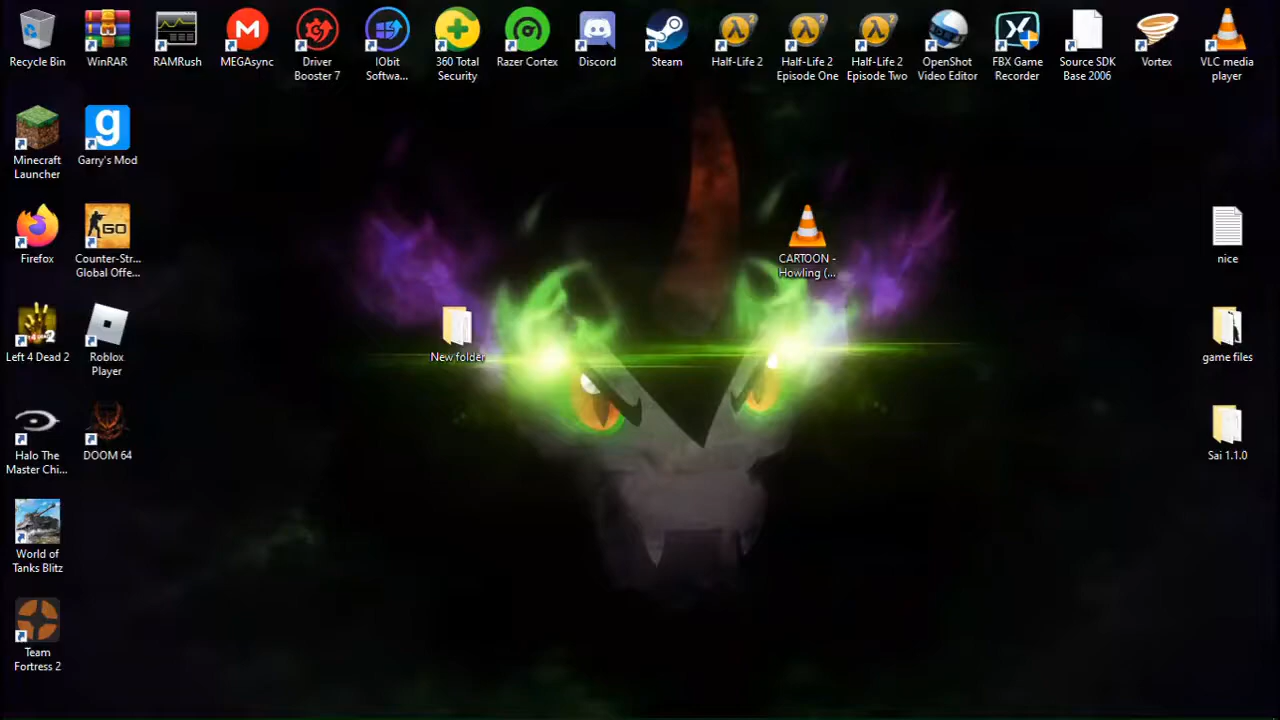 Recycle Bin
WinRAR
RAMRush
MEGAsync
Driver
Booster 7
IObit
Softwa...
360 Total
Security
Razer Cortex
Discord
Steam
Half-Life 2
Half-Life 2
Episode One
Half-Life 2
Episode Two
OpenShot
Video Editor
FBX Game
Recorder
Source SDK
Base 2006
Vortex
VLC media
player
Minecraft
Launcher
Garry's Mod
Firefox
GO
Counter-Str...
Global Offe...
CARTOON -
Howling (...
nice
Left 4 Dead 2
Roblox
Player
New folder
game files
Halo The
Master Chi...
DOOM 64
Sai 1.1.0
World of
Tanks Blitz
Team
Fortress 2